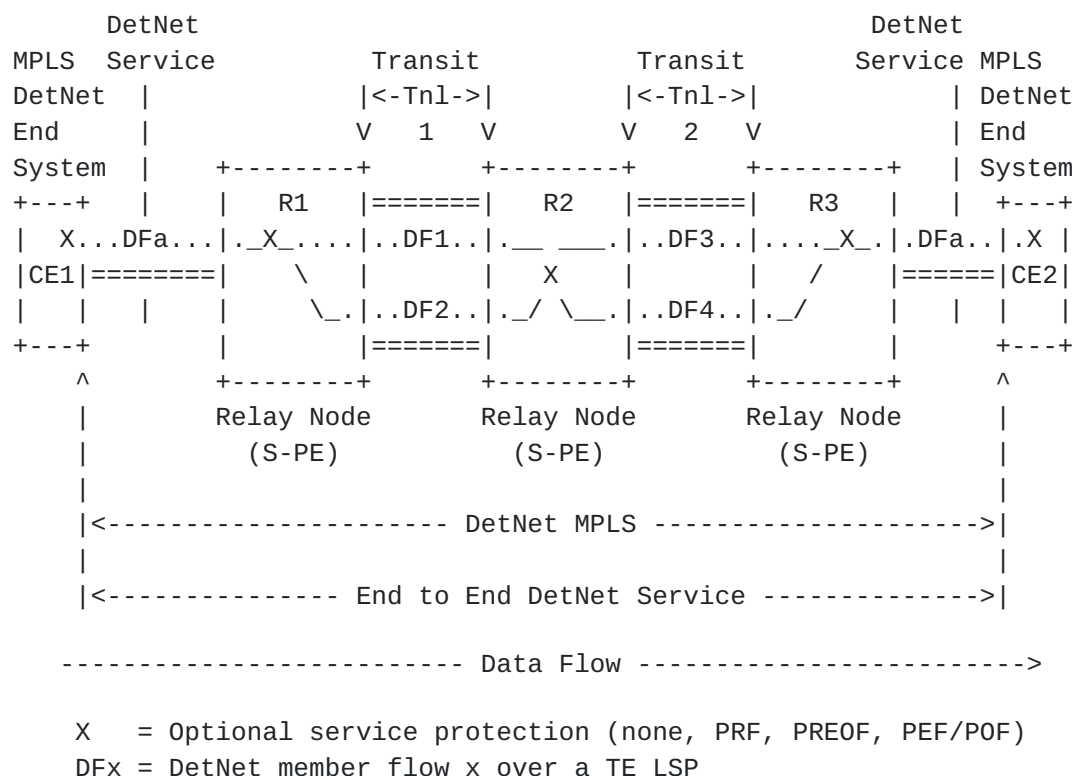 DetNet                                             DetNet
MPLS  Service          Transit          Transit       Service MPLS
DetNet  |             |<-Tnl->|        |<-Tnl->|            | DetNet
End     |             V   1   V        V   2   V            | End
System  |    +--------+       +--------+       +--------+   | System
+---+   |    |   R1   |=======|   R2   |=======|   R3   |   |  +---+
|  X...DFa...|._X_....|..DF1..|.__ ___.|..DF3..|...._X_.|.DFa..|.X |
|CE1|========|    \   |       |   X    |       |   /    |======|CE2|
|   |   |    |     \_.|..DF2..|._/ \__.|..DF4..|._/     |   |  |   |
+---+        |        |=======|        |=======|        |      +---+
    ^        +--------+       +--------+       +--------+      ^
    |        Relay Node       Relay Node       Relay Node      |
    |          (S-PE)           (S-PE)           (S-PE)        |
    |                                                          |
    |<---------------------- DetNet MPLS --------------------->|
    |                                                          |
    |<--------------- End to End DetNet Service -------------->|

   -------------------------- Data Flow ------------------------->

    X   = Optional service protection (none, PRF, PREOF, PEF/POF)
    DFx = DetNet member flow x over a TE LSP